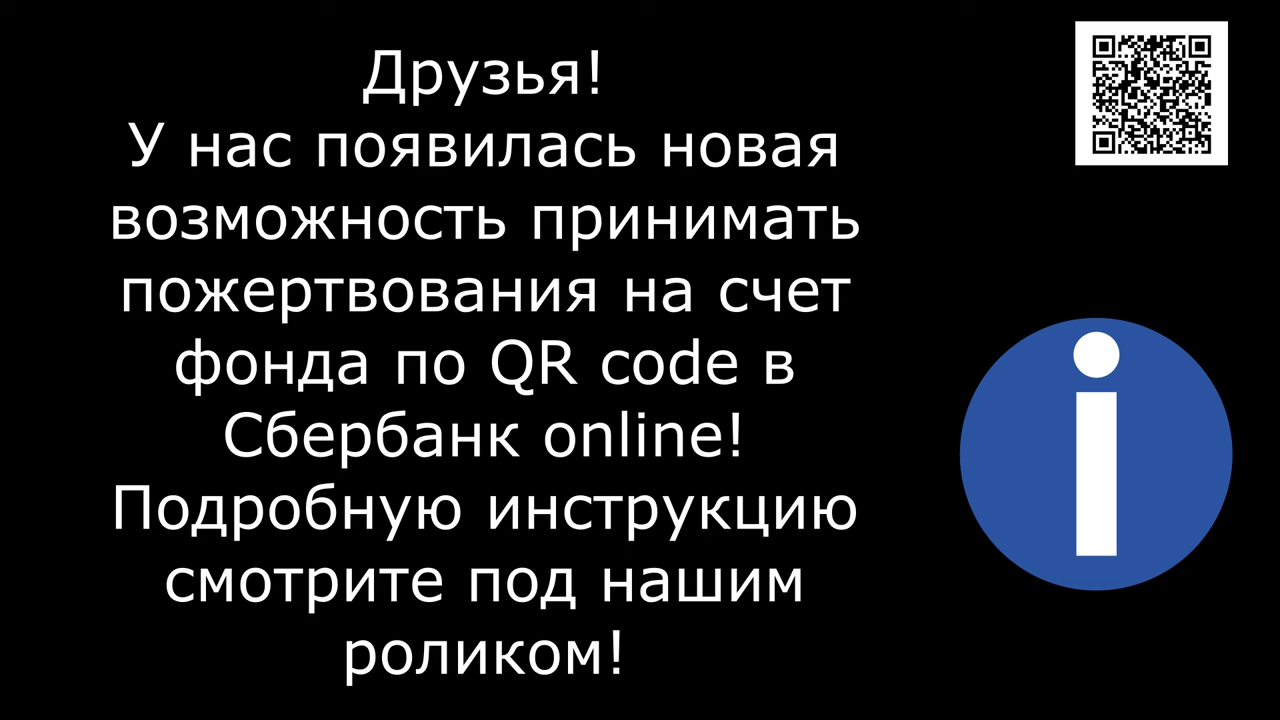 Друзья!
У нас появилась новая
возможность принимать
пожертвования на счет
фонда по QR code в
Сбербанк online!
Подробную инструкцию
смотрите под нашим
роликом!